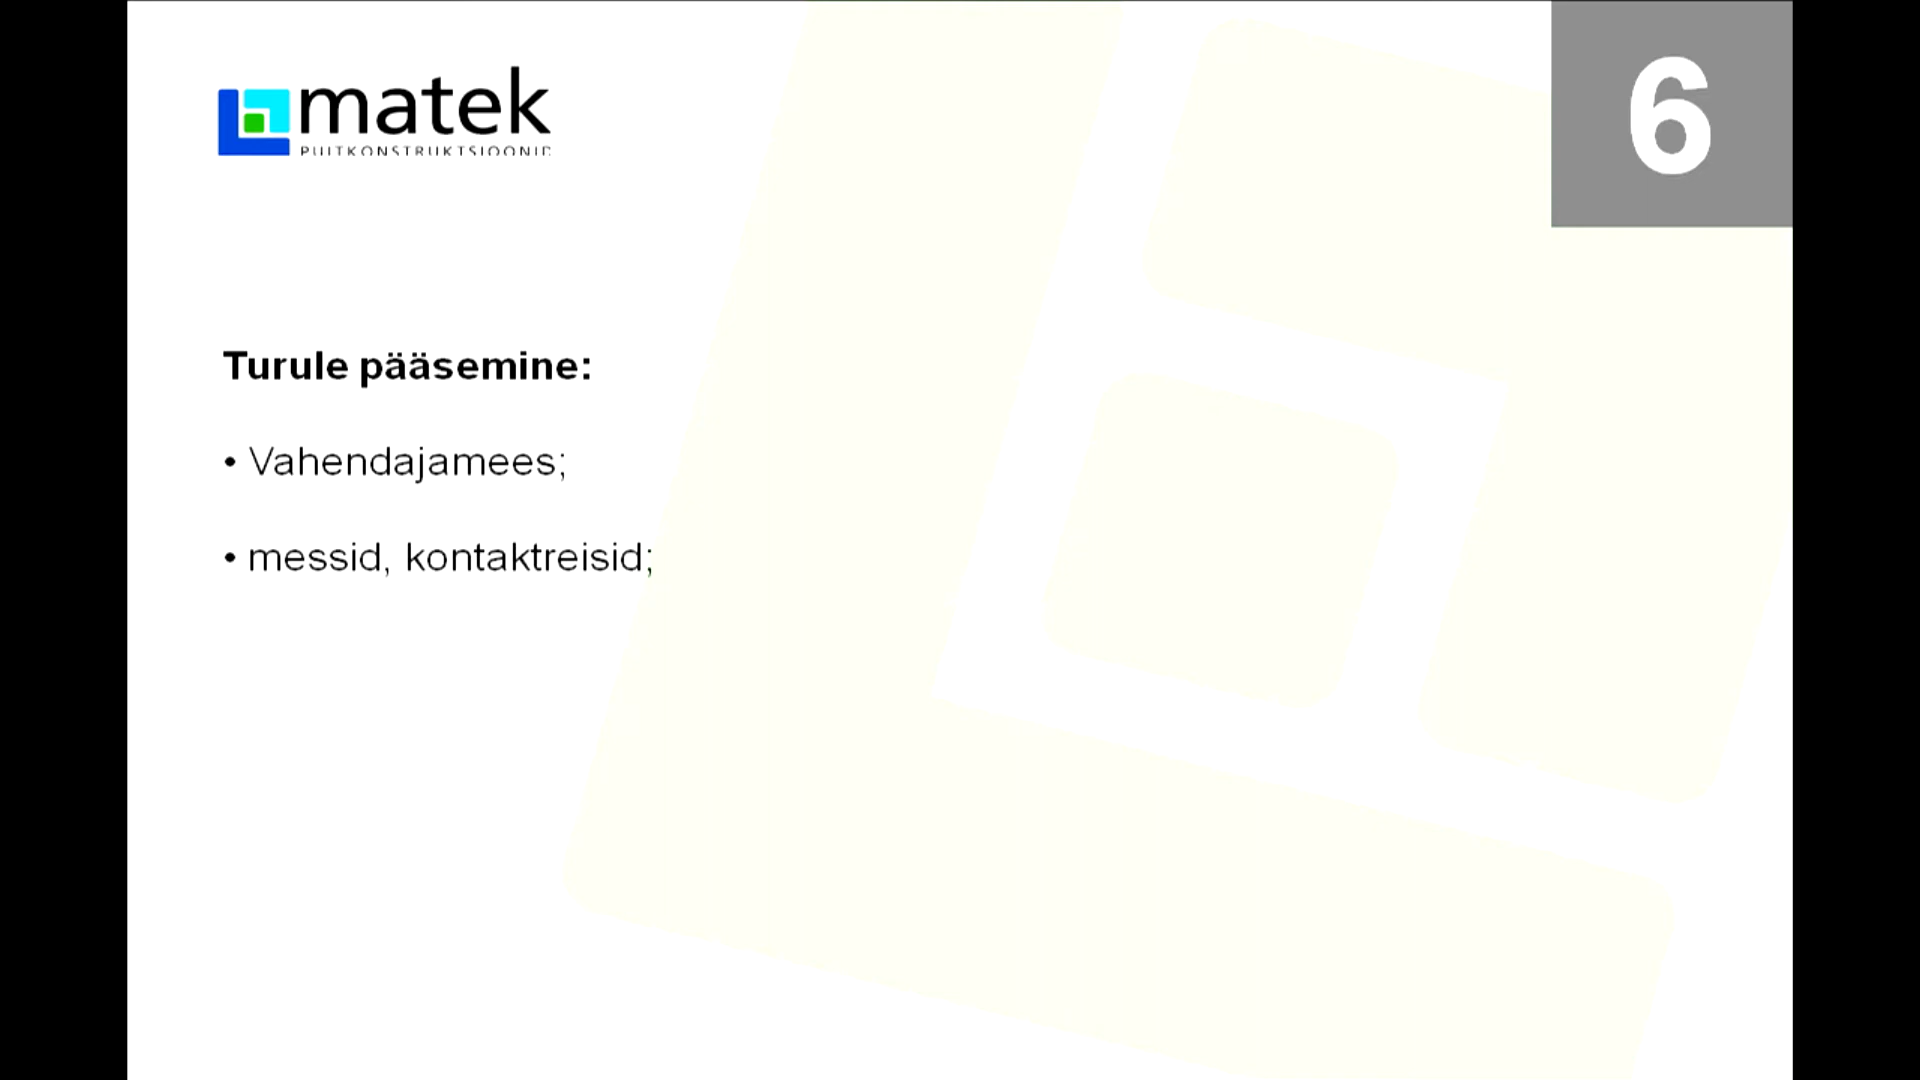 matek
PUITKONSTRUKTSIOONID
6
Turule pääsemine:
• Vahendajamees;
• messid, kontaktreisid;